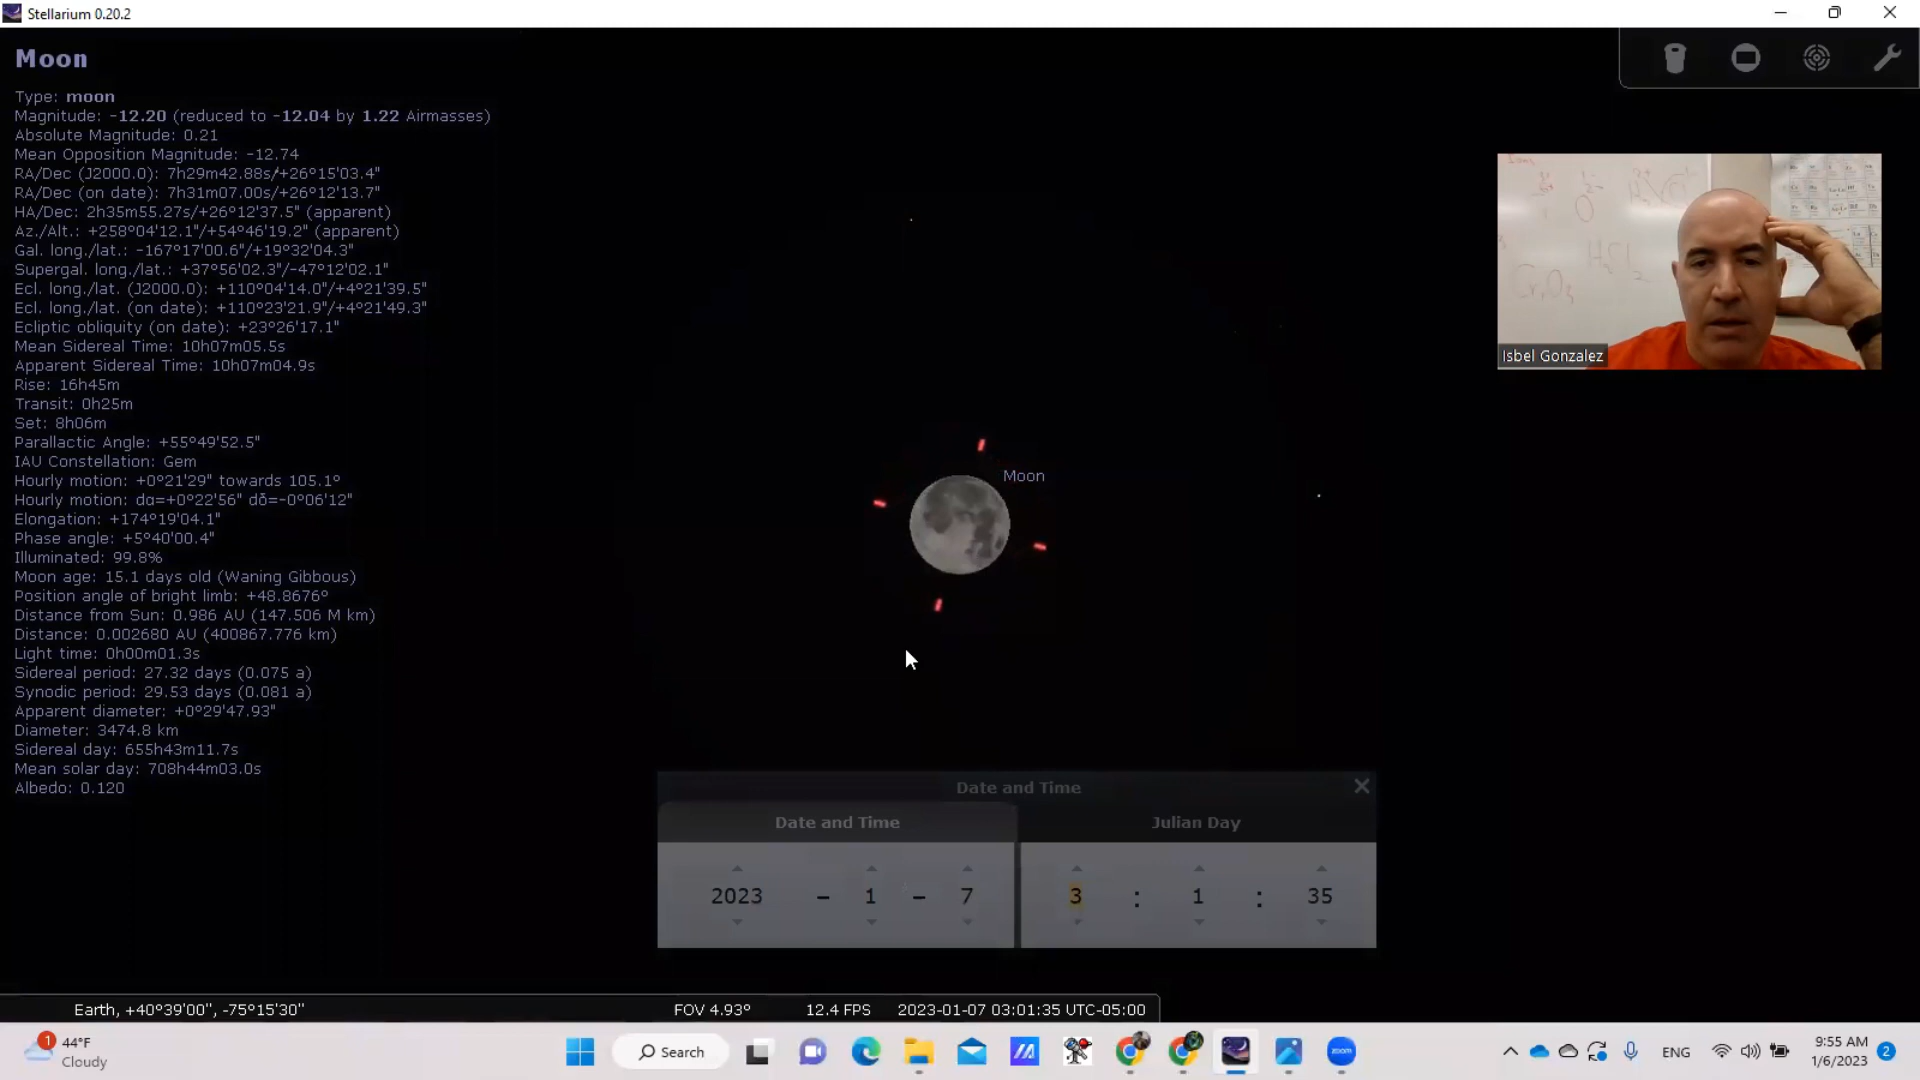 Stellarium 0.20.2
Moon
Type: moon
Magnitude: -12.20 (reduced to -12.04 by 1.22 Airmasses)
Absolute Magnitude: 0.21
Mean Opposition Magnitude: -12.74
RA/Dec (J2000.0): 7h29m42.88s/+26°15'03.4"
RA/Dec (on date): 7h31m07.00s/+26°12'13.7"
HA/Dec: 2h35m55.27s/+26°12'37.5" (apparent)
Az./Alt.: +258°04'12.1"/+54°46'19.2" (apparent)
Gal. long./lat.: -167°17'00.6"/+19°32'04.3"
Supergal. long./lat.: +37°56'02.3"/-47°12'02.1"
Ecl. long./lat. (J2000.0): +110°04'14.0"/+4°21'39.5"
Ecl. long./lat. (on date): +110°23'21.9"/+4°21'49.3"
Ecliptic obliquity (on date): +23°26'17.1"
Mean Sidereal Time: 10h07m05.5s
Apparent Sidereal Time: 10h07m04.9s
Rise: 16h45m
Transit: 0h25m
Set: 8h06m
Parallactic Angle: +55°49'52.5"
IAU Constellation: Gem
Hourly motion: +0°21'29" towards 105.1°
Hourly motion: dα=+0°22'56" dδ=-0°06'12"
Elongation: +174°19'04.1"
Phase angle: +5°40'00.4"
Illuminated: 99.8%
Moon age: 15.1 days old (Waning Gibbous)
Position angle of bright limb: +48.8676°
Distance from Sun: 0.986 AU (147.506 M km)
Distance: 0.002680 AU (400867.776 km)
Light time: 0h00m01.3s
Sidereal period: 27.32 days (0.075 a)
Synodic period: 29.53 days (0.081 a)
Apparent diameter: +0°29'47.93"
Diameter: 3474.8 km
Sidereal day: 655h43m11.7s
Mean solar day: 708h44m03.0s
Albedo: 0.120
Isbel Gonzalez
Moon
Date and Time
Date and Time Julian Day
2023 - 1 - 7 3 : 1 : 35
Earth, +40°39'00", -75°15'30" FOV 4.93° 12.4 FPS 2023-01-07 03:01:35 UTC-05:00
1
44°F
Cloudy
Search
zoom
ENG
9:55 AM
1/6/2023
2